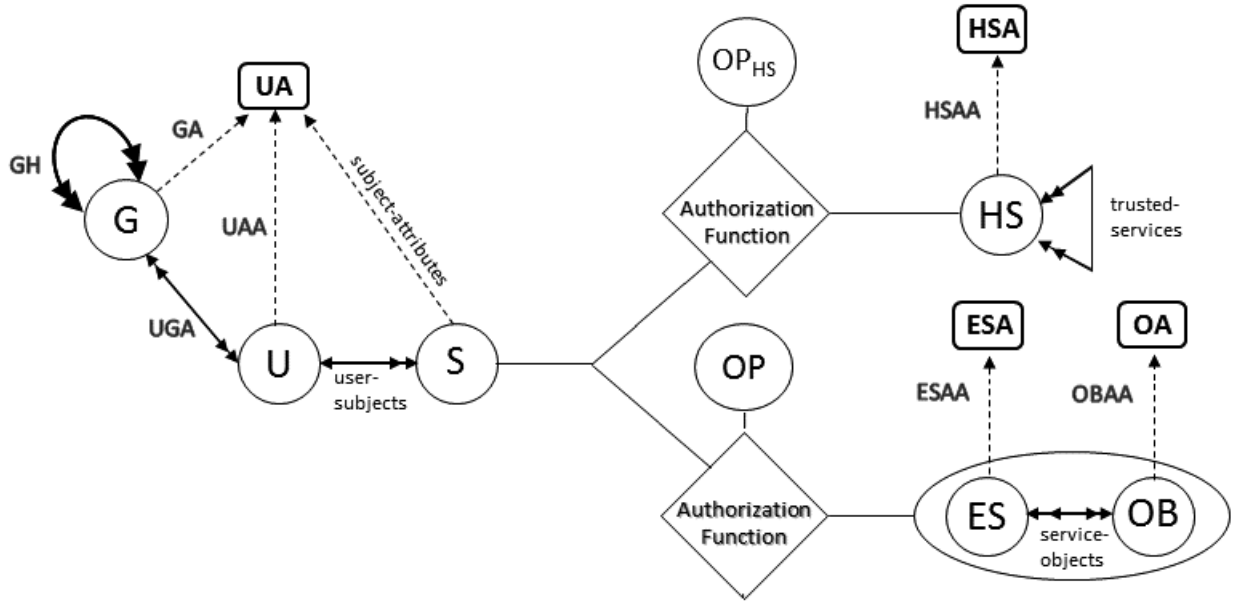 HSA
OP_HS
UA
GA
HSAA
GH
subject-attributes
G
Authorization
Function
HS
trusted-
services
UAA
UGA
ESA
OA
U
S
OP
user-
subjects
ESAA
OBAA
Authorization
Function
ES
OB
service-
objects